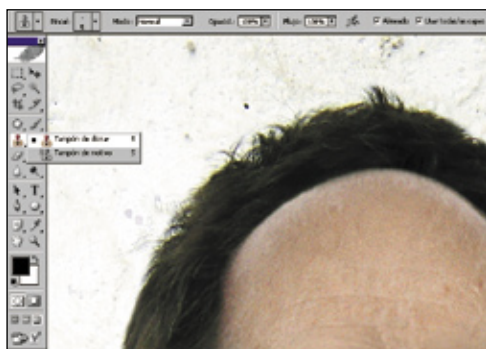 Pincel: Modo: Normal Opacid.: 100% Flujo: 100% Alineado Usar todas las capas
Tampón de clonar S
Tampón de motivo S
T